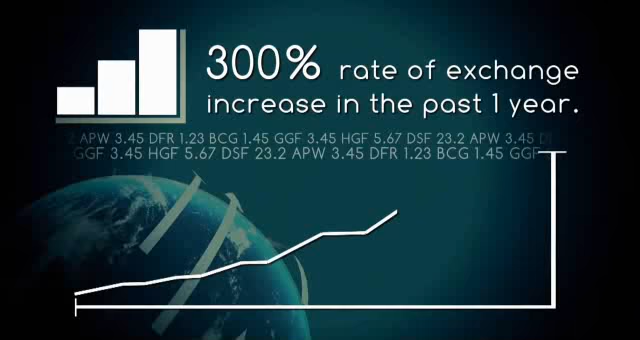 300% rate of exchange
increase in the past 1 year.
2 APW 3.45 DFR 1.23 BCG 1.45 GGF 3.45 HGF 5.67 DSF 23.2 APW 3.45
GGF 3.45 HGF 5.67 DSF 23.2 APW 3.45 DFR 1.23 BCG 1.45 GGF